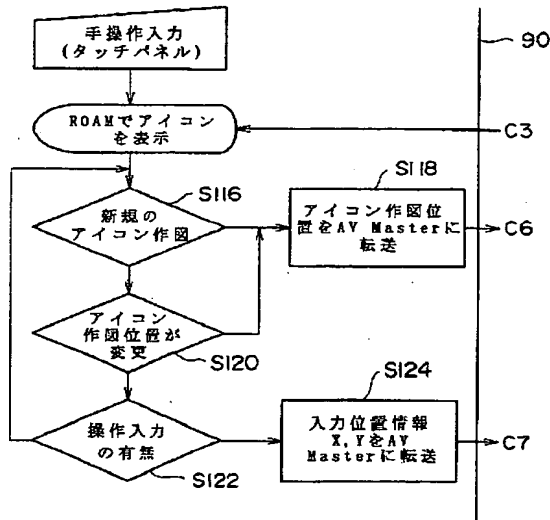 手操作入力
(タッチパネル)
90
ROAMでアイコン
を表示
C3
S116
新規の
アイコン作図
S118
アイコン作図位
置をAV Masterに
転送
C6
アイコン
作図位置が
変更
S120
S124
操作入力
の有無
S122
入力位置情報
X,YをAV
Masterに転送
C7